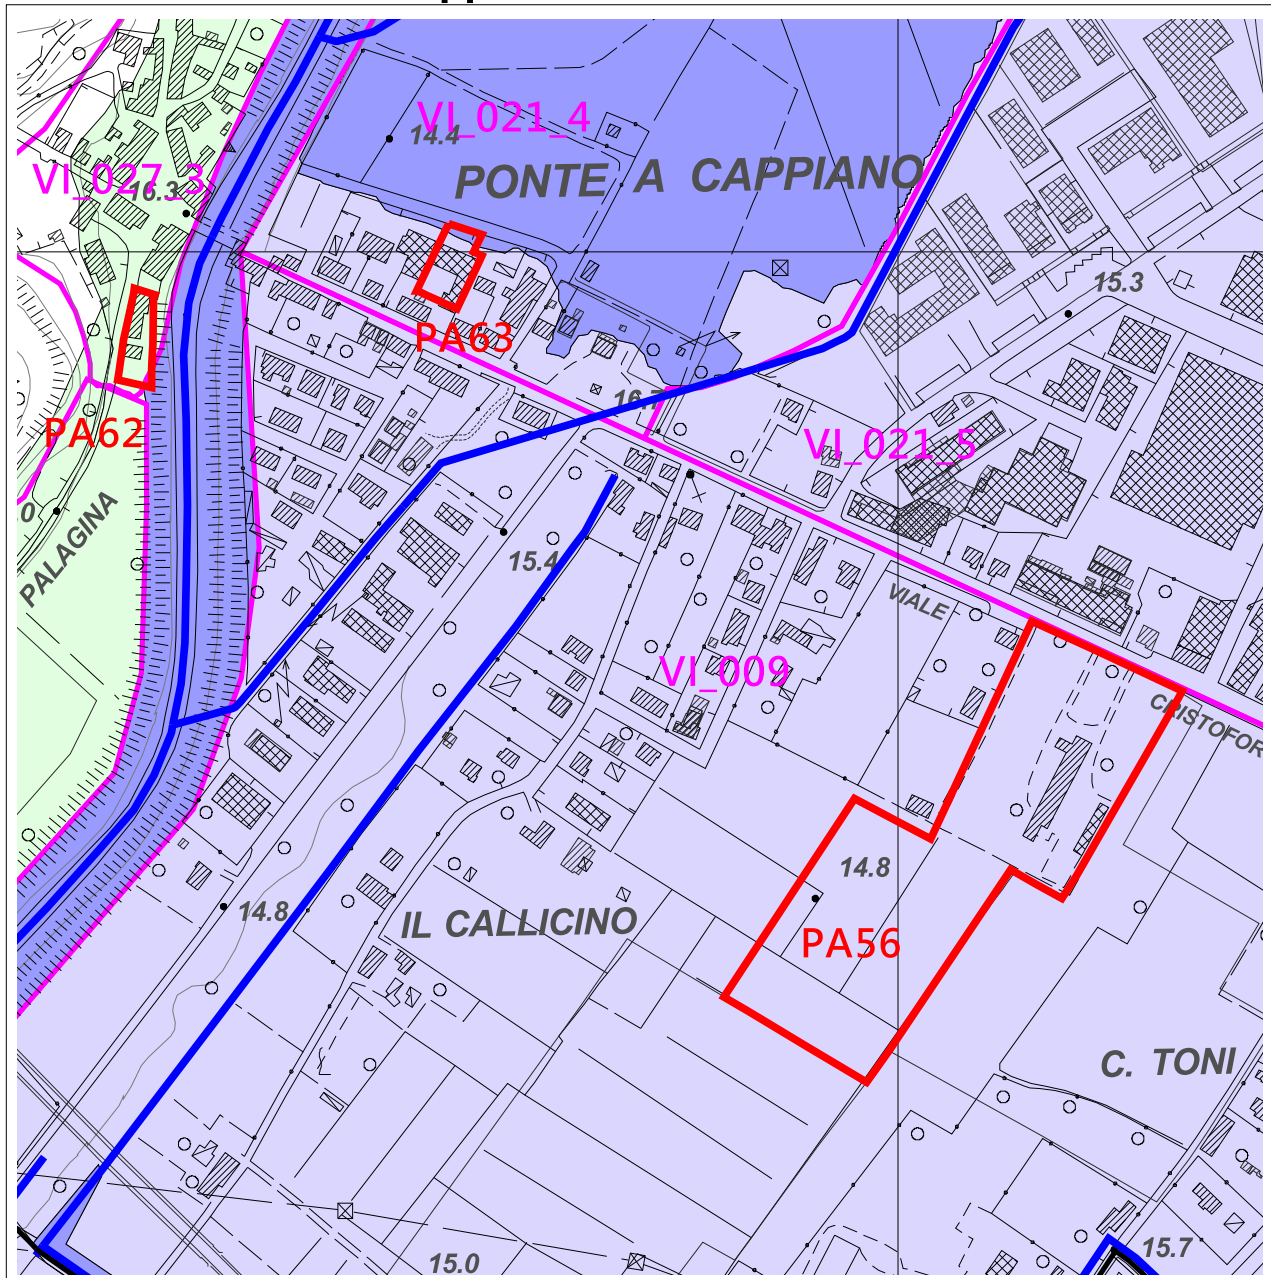 VI_021_4
14.4
PONTE A CAPPIANO
VI_027_3
16.3
15.3
PA63
PA62
16.7
VI_021_5
0
PALAGINA
15.4
VIALE
VI_009
CRISTOFOR
14.8
14.8
IL CALLICINO
PA56
C. TONI
15.7
15.0